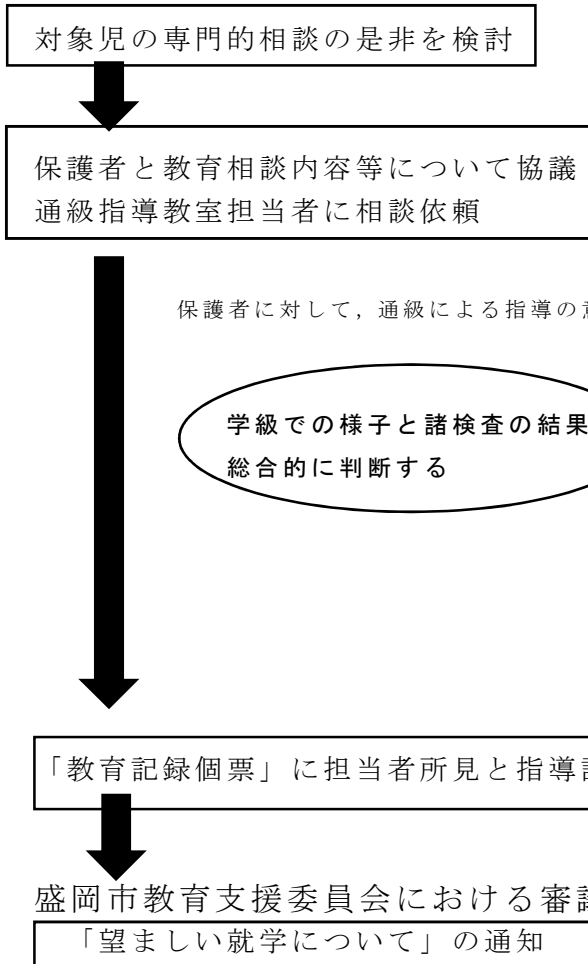 対象児の専門的相談の是非を検討
保護者と教育相談内容等について協議
通級指導教室担当者に相談依頼
保護者に対して，通級による指導の意
学級での様子と諸検査の結果
総合的に判断する
「教育記録個票」に担当者所見と指導
盛岡市教育支援委員会における審
「望ましい就学について」の通知